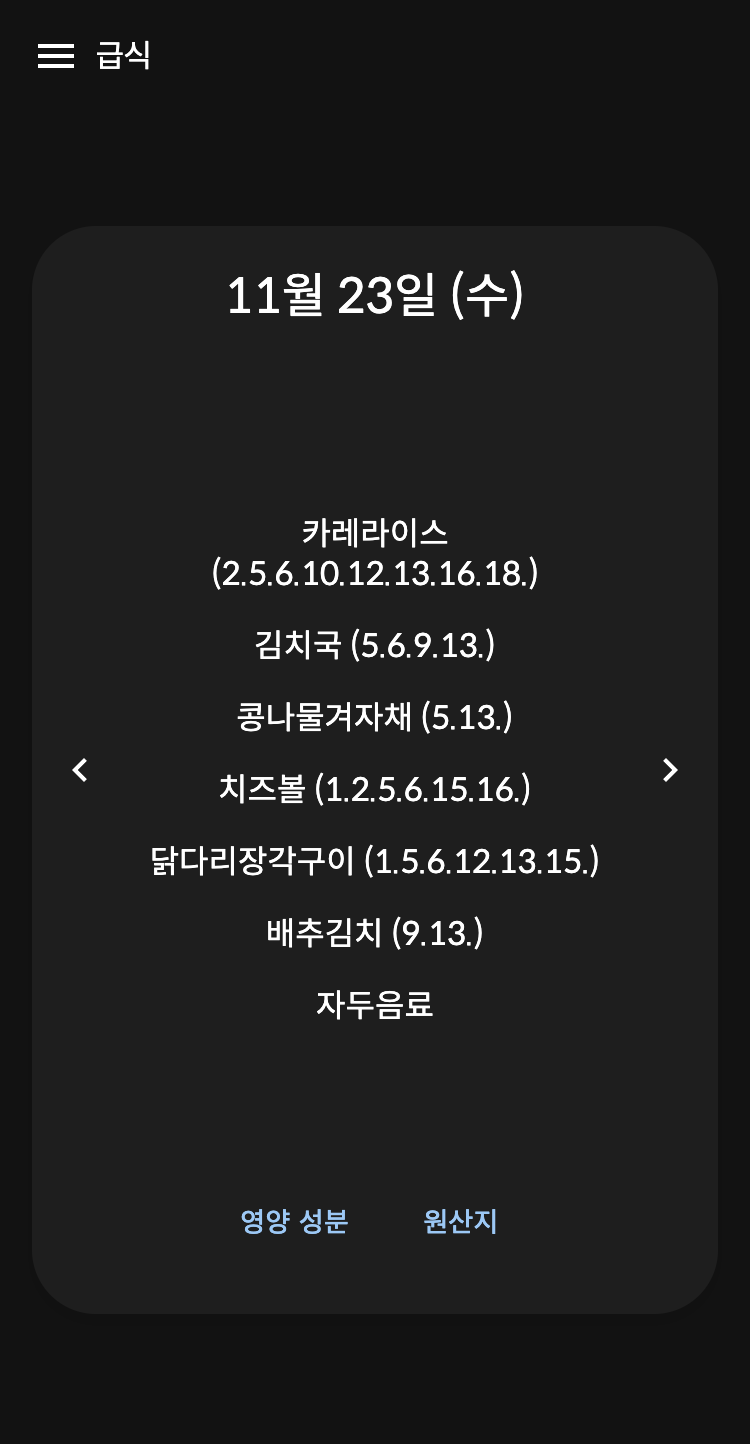 급식
11월 23일 (수)
카레라이스
(2.5.6.10.12.13.16.18.)
김치국 (5.6.9.13.)
콩나물겨자채 (5.13.)
치즈볼 (1.2.5.6.15.16.)
닭다리장각구이 (1.5.6.12.13.15.)
배추김치 (9.13.)
자두음료
영양 성분 원산지